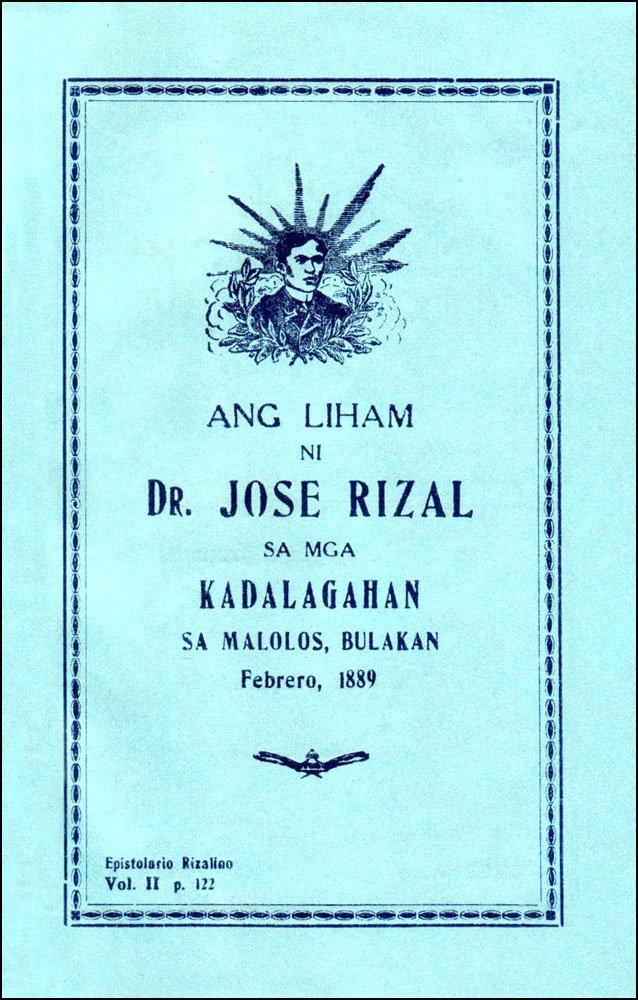 ANG LIHAM
NI
DR. JOSE RIZAL
SA MGA
KADALAGAHAN
SA MALOLOS, BULAKAN
Febrero, 1889
Epistolario Rizalino
Vol. II p. 122